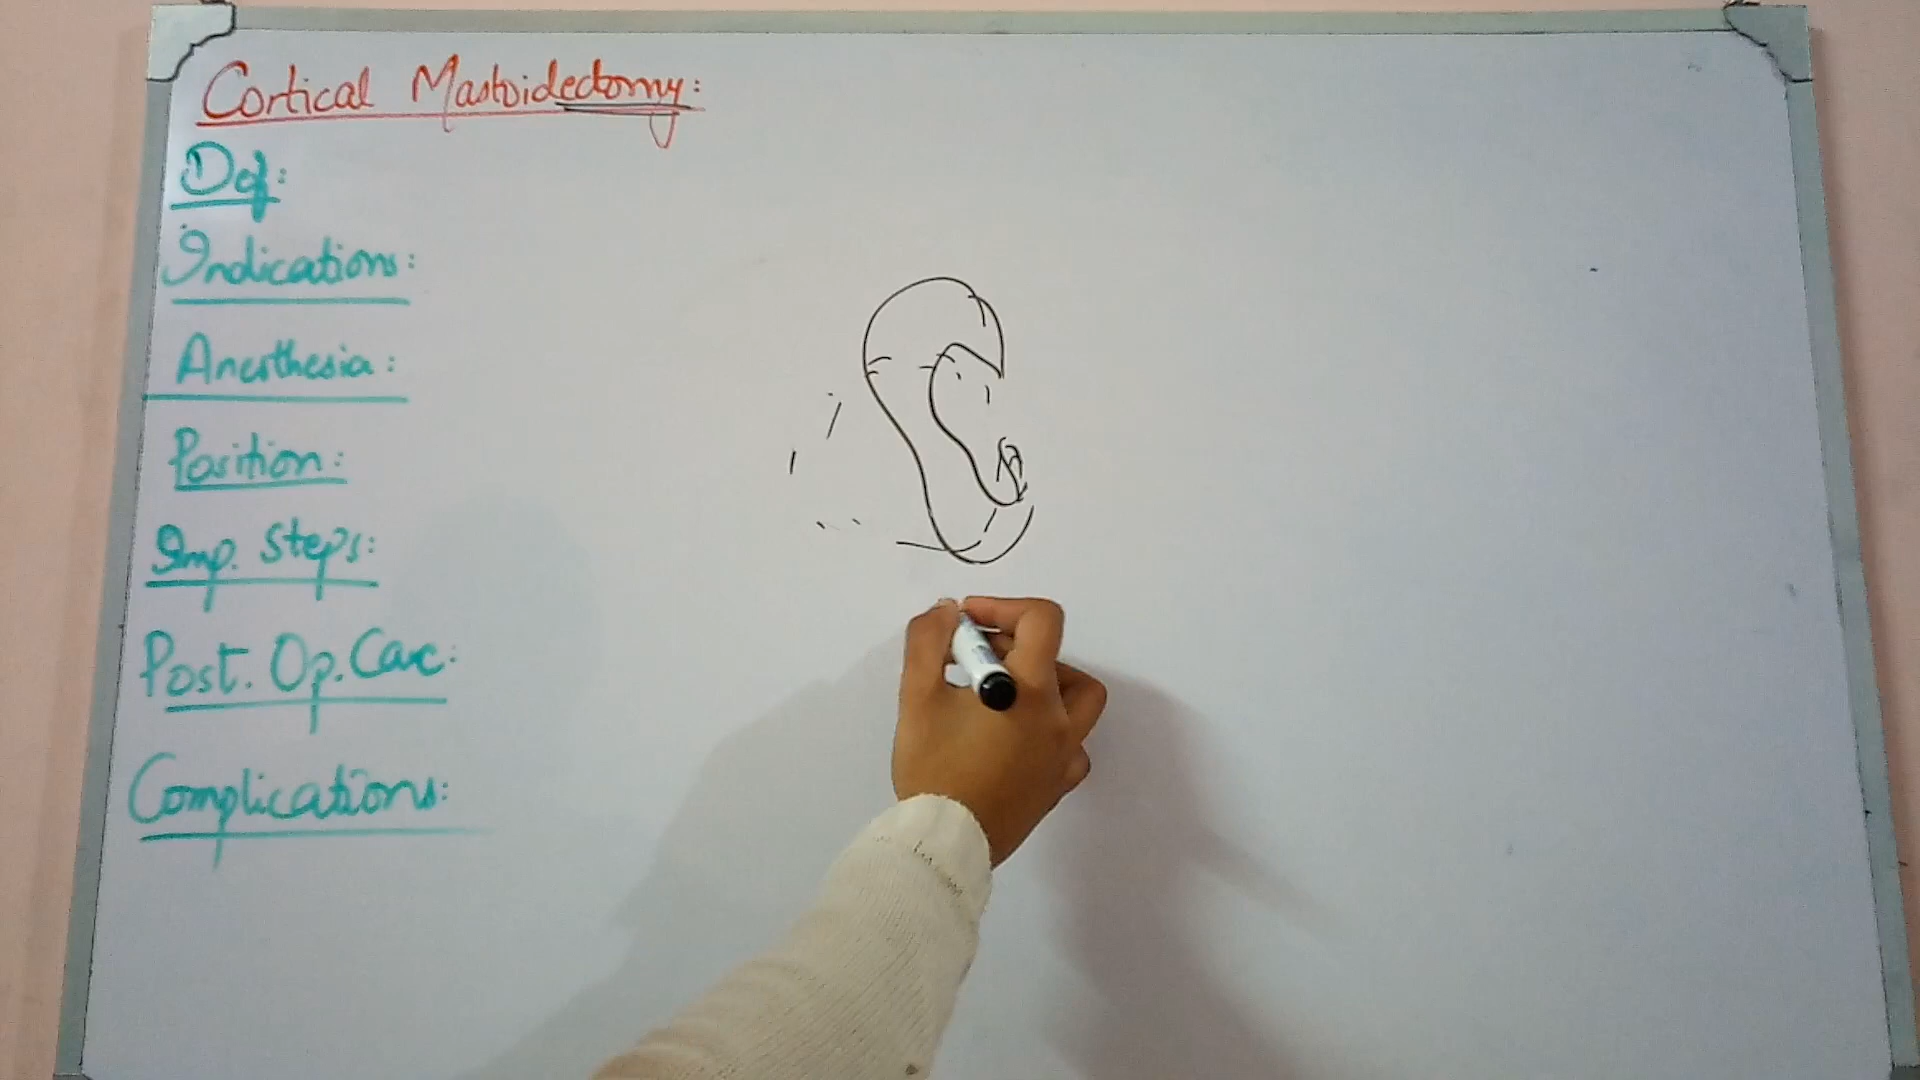 Cortical Mastoidectomy:
Def:
Indications:
Anesthesia:
Position:
Imp. Steps:
Post. Op. Care:
Complications: